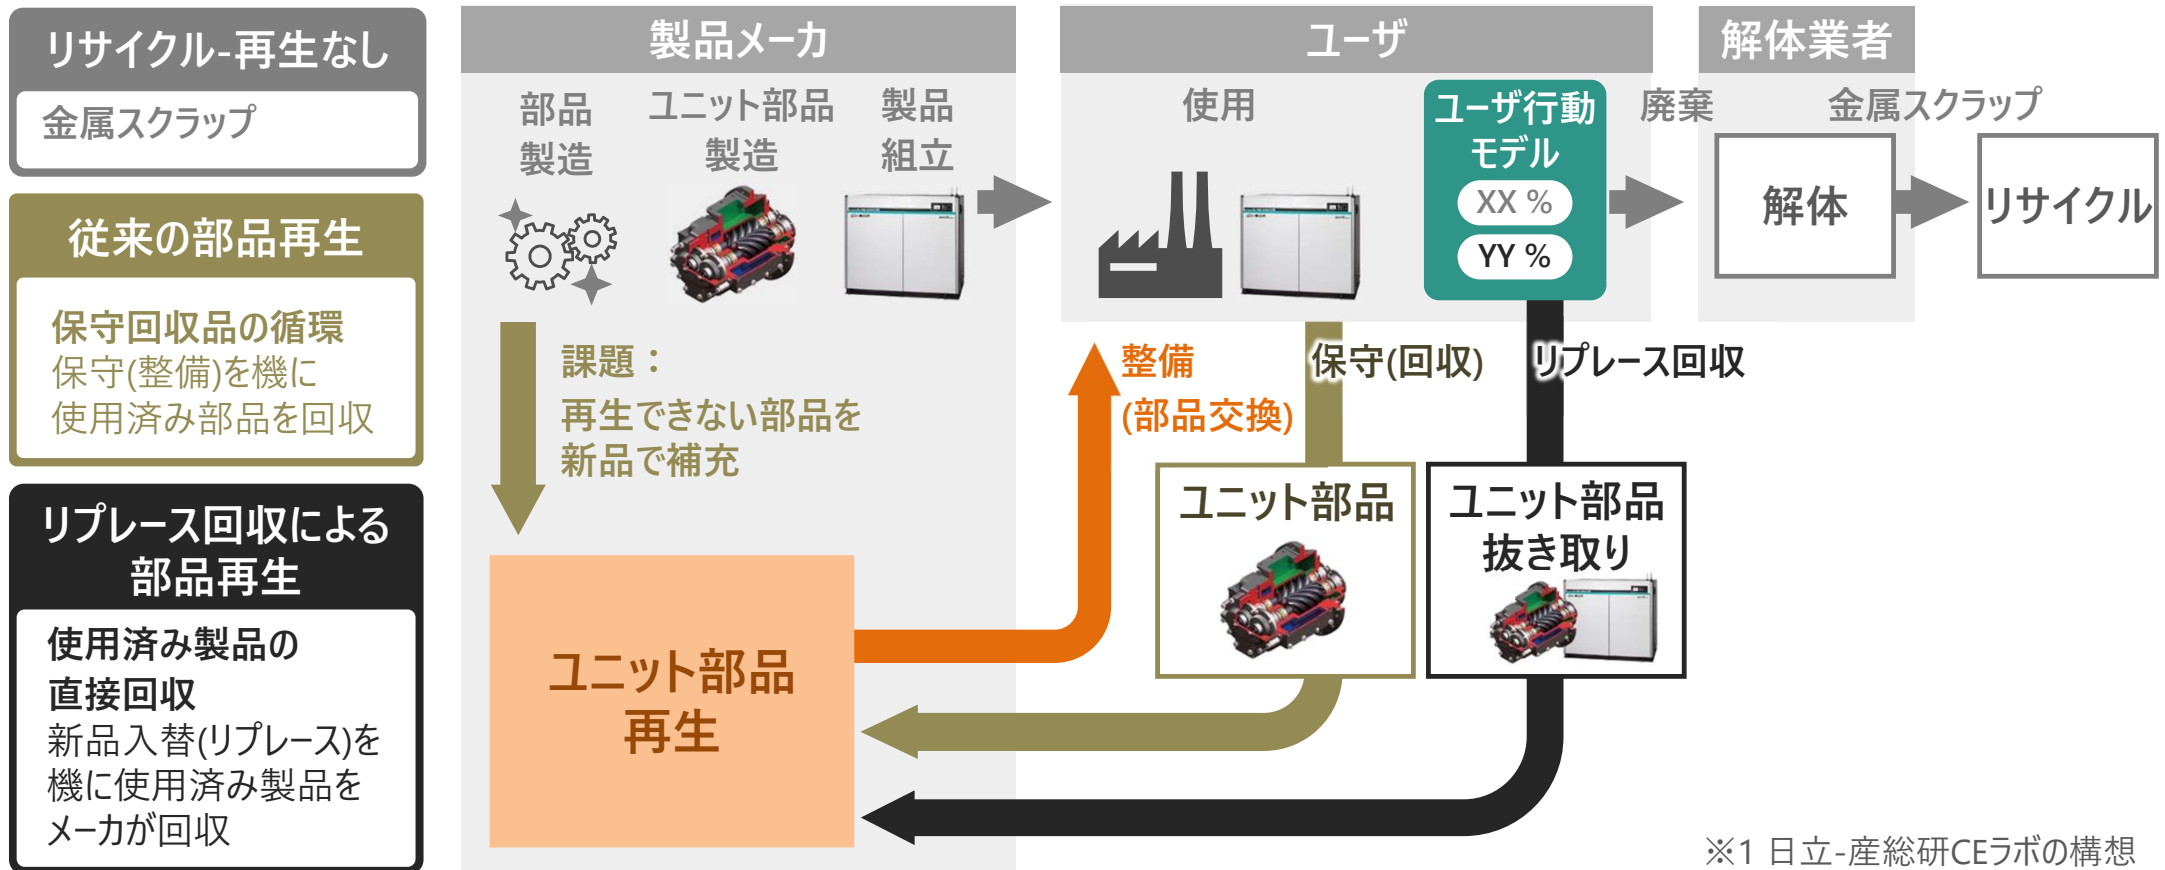 リサイクル-再生なし
金属スクラップ
従来の部品再生
保守回収品の循環
保守(整備)を機に
使用済み部品を回収
リプレース回収による
部品再生
使用済み製品の
直接回収
新品入替(リプレース)を
機に使用済み製品を
メーカが回収
製品メーカ
部品
製造
ユニット部品
製造
製品
組立
課題：
再生できない部品を
新品で補充
ユニット部品
再生
ユーザ
使用
ユーザ行動
モデル
XX %
YY %
整備
(部品交換)
保守(回収)
リプレース回収
ユニット部品
ユニット部品
抜き取り
解体業者
廃棄
金属スクラップ
解体
リサイクル
※1 日立-産総研CEラボの構想